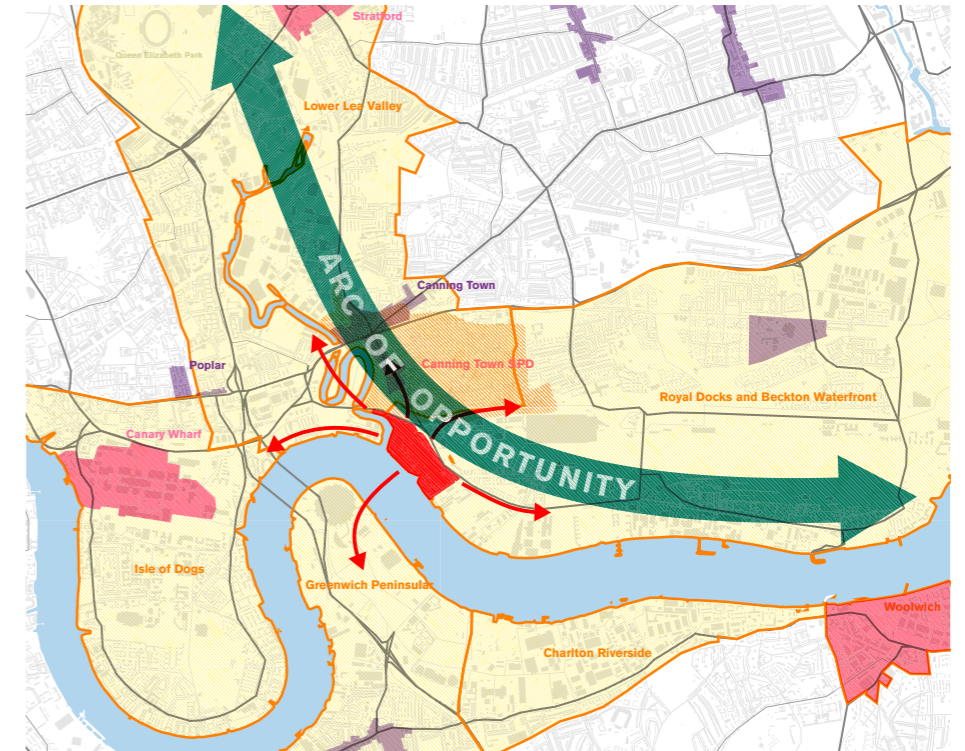 Stratford
Queen Elizabeth Park
Lower Lea Valley
ARC OF OPPORTUNITY
Canning Town
Canning Town SPD
Poplar
Royal Docks and Beckton Waterfront
Canary Wharf
Isle of Dogs
Greenwich Peninsular
Woolwich
Charlton Riverside